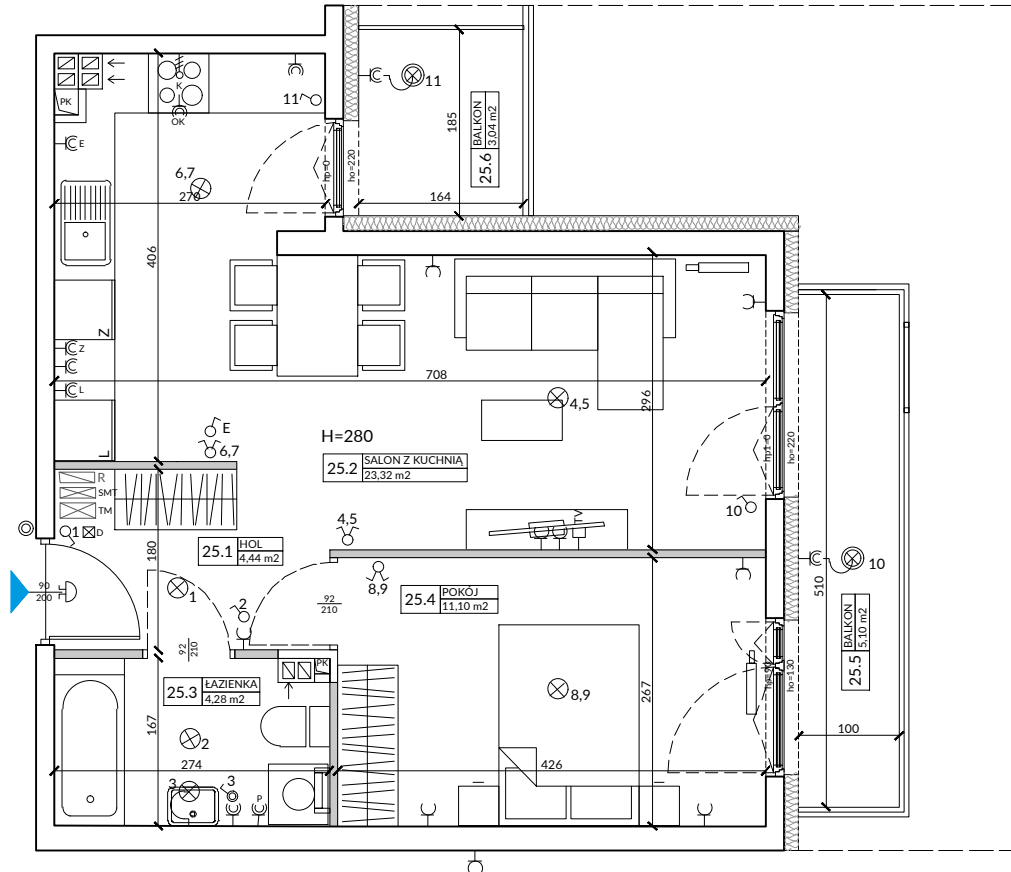 PK
K
OK
11
11
185
BALKON
3,04 m2
25.6
E
6,7
270
hp=0
ho=220
164
406
Z
Z
L
L
708
4,5
296
hp1=0
ho=220
E
6,7
H=280
25.2
SALON Z KUCHNIĄ
23,32 m2
R
SMT
TM
1
D
4,5
TV
10
180
25.1
HOL
4,44 m2
90
200
1
2
92
210
8,9
25.4
POKÓJ
11,10 m2
10
510
92
210
PK
25.3
ŁAZIENKA
4,28 m2
8,9
267
ho=130
BALKON
5,10 m2
25.5
167
2
100
274
426
3
3
P